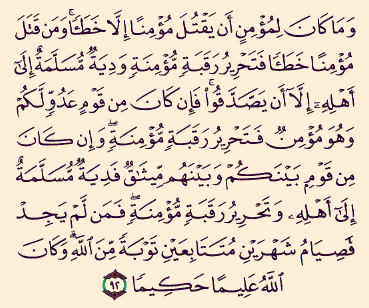 وَمَا كَانَ لِمُؤْمِنٍ أَن يَقْتُلَ مُؤْمِنًا إِلَّا خَطَـًٔا ۚ وَمَن قَتَلَ
مُؤْمِنًا خَطَـًٔا فَتَحْرِيرُ رَقَبَةٍ مُّؤْمِنَةٍ وَدِيَةٌ مُّسَلَّمَةٌ إِلَىٰٓ
أَهْلِهِۦٓ إِلَّآ أَن يَصَّدَّقُوا۟ ۚ فَإِن كَانَ مِن قَوْمٍ عَدُوٍّ لَّكُمْ
وَهُوَ مُؤْمِنٌ فَتَحْرِيرُ رَقَبَةٍ مُّؤْمِنَةٍ ۖ وَإِن كَانَ
مِن قَوْمٍۭ بَيْنَكُمْ وَبَيْنَهُم مِّيثَـٰقٌ فَدِيَةٌ مُّسَلَّمَةٌ
إِلَىٰٓ أَهْلِهِۦ وَتَحْرِيرُ رَقَبَةٍ مُّؤْمِنَةٍ ۖ فَمَن لَّمْ يَجِدْ
فَصِيَامُ شَهْرَيْنِ مُتَتَابِعَيْنِ تَوْبَةً مِّنَ ٱللَّهِ ۗ وَكَانَ
ٱللَّهُ عَلِيمًا حَكِيمًا ٩٢